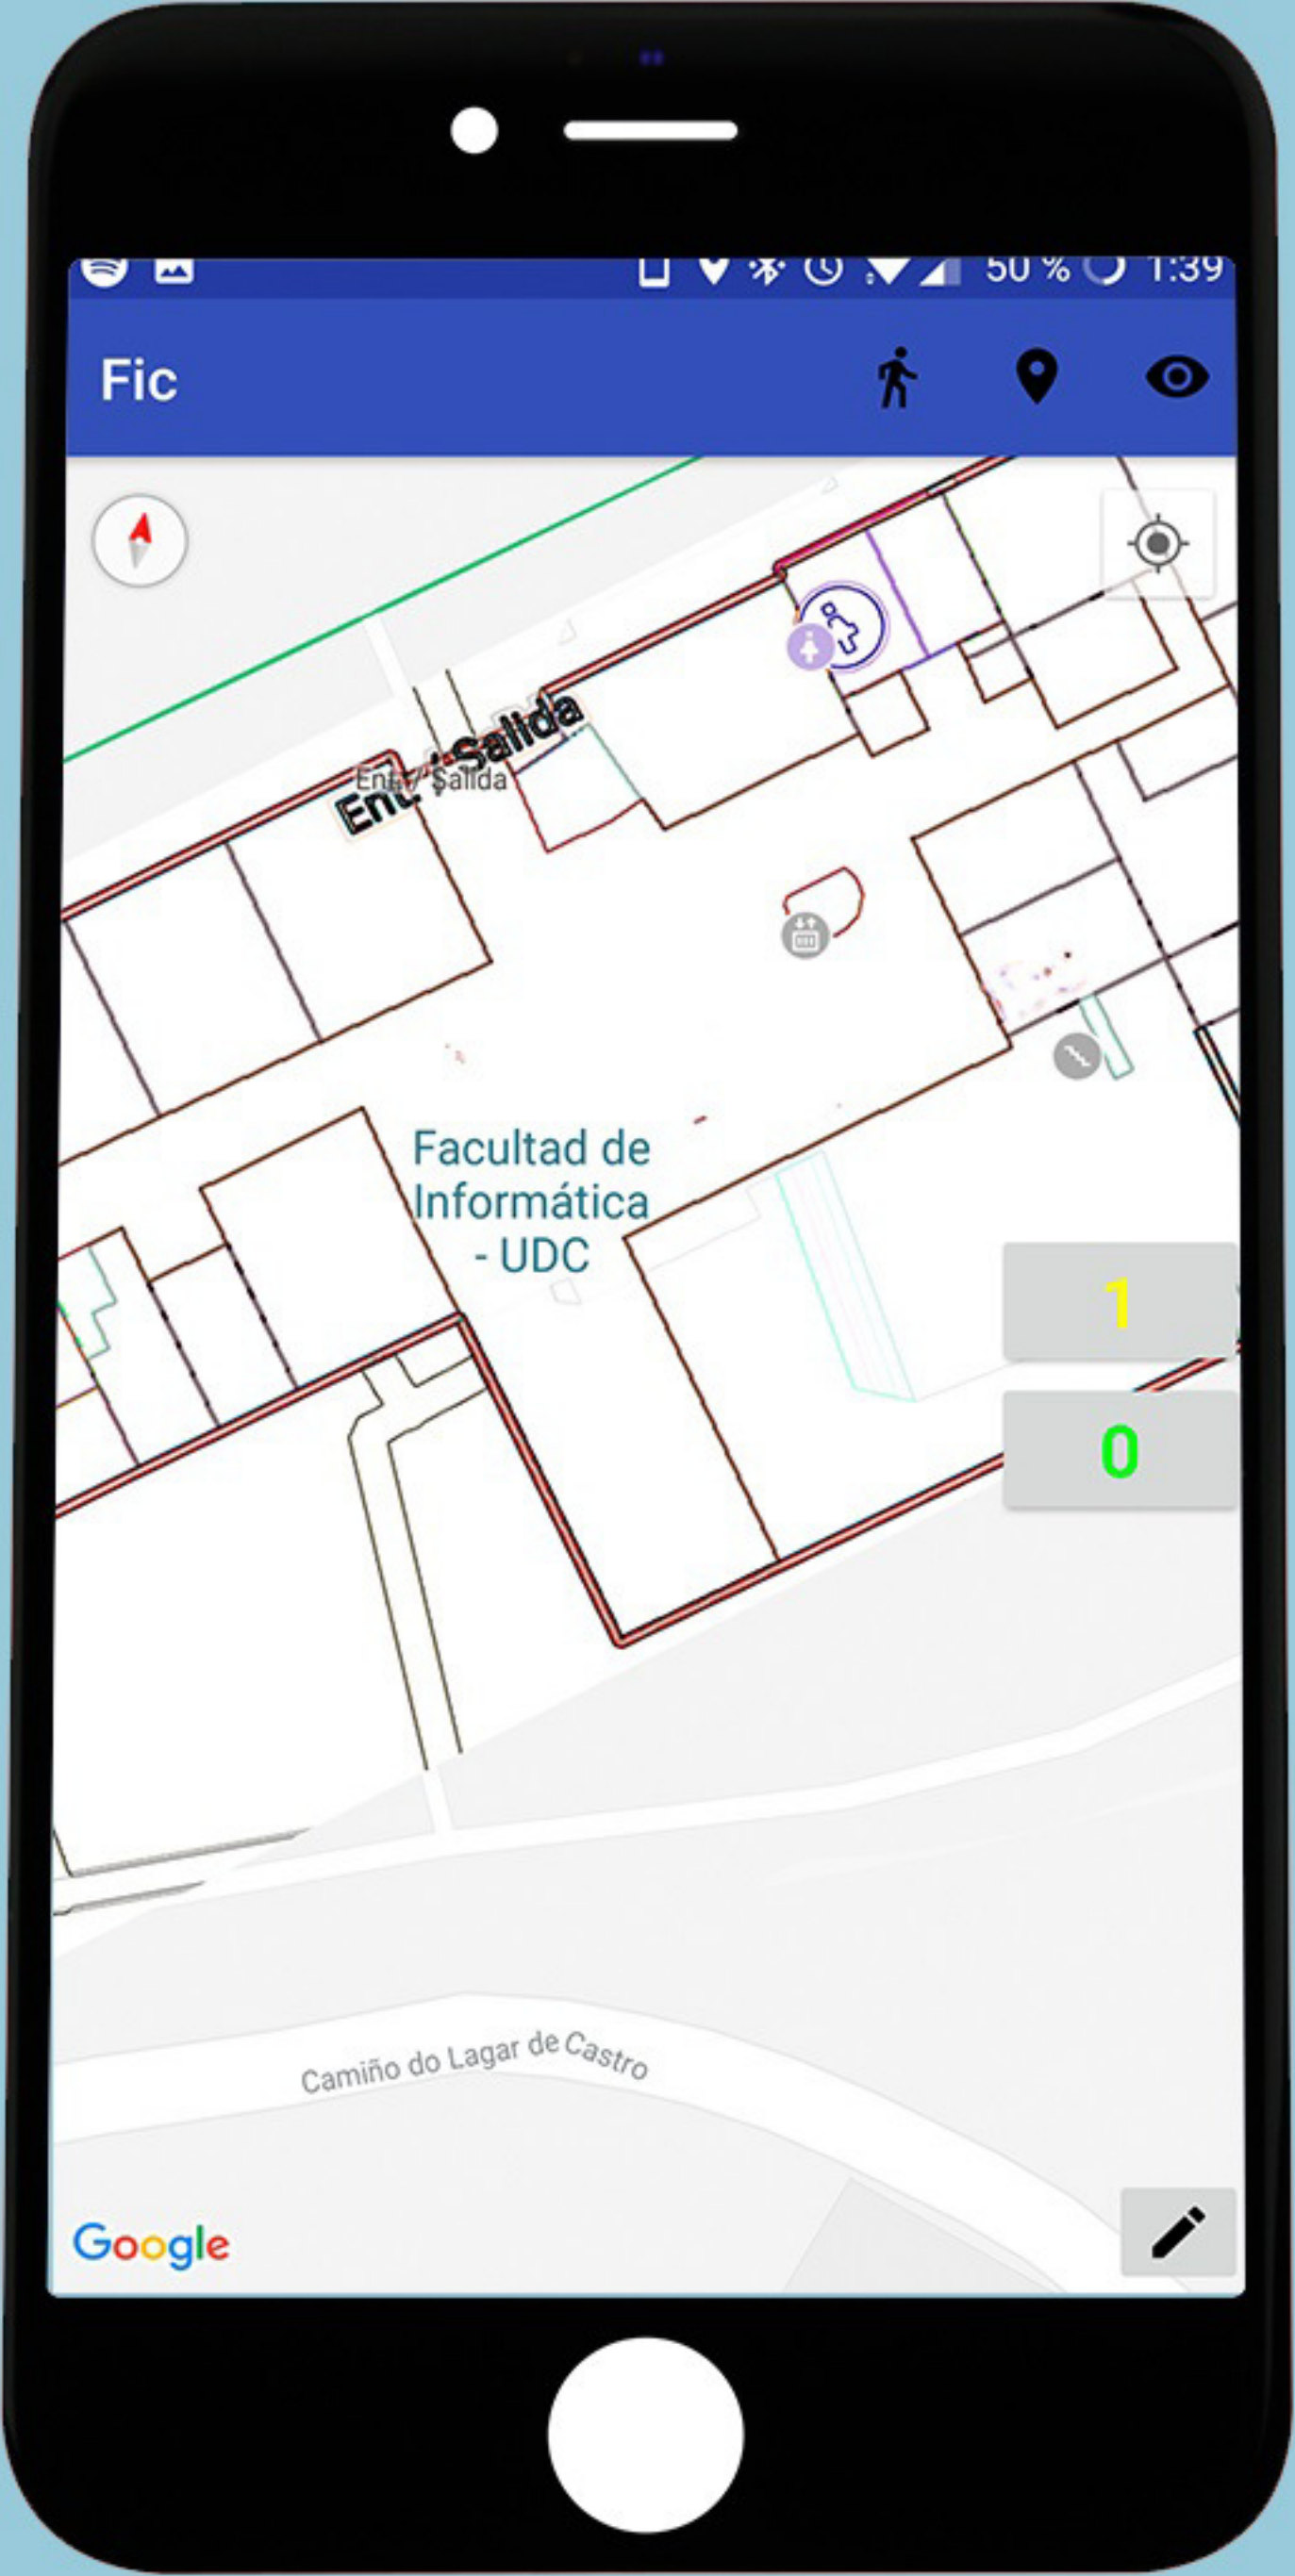 50 % 1:39
Fic
Ent. / Salida
Ent. / Salida
Facultad de
Informática
- UDC
1
0
Camiño do Lagar de Castro
Google